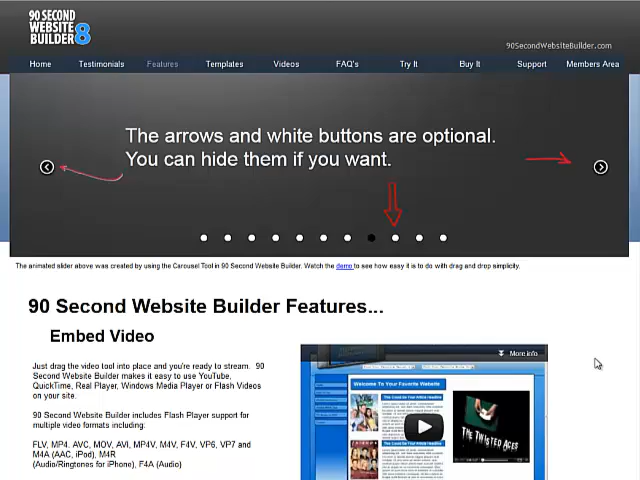 90 SECOND
WEBSITE
BUILDER 8
90SecondWebsiteBuilder.com
Home Testimonials Features Templates Videos FAQ's Try It Buy It Support Members Area
The arrows and white buttons are optional.
You can hide them if you want.
The animated slider above was created by using the Carousel Tool in 90 Second Website Builder. Watch the demo to see how easy it is to do with drag and drop simplicity.
90 Second Website Builder Features...
Embed Video
Just drag the video tool into place and you're ready to stream. 90
Second Website Builder makes it easy to use YouTube,
QuickTime, Real Player, Windows Media Player or Flash Videos
on your site.
90 Second Website Builder includes Flash Player support for
multiple video formats including:
FLV, MP4. AVC, MOV, AVI, MP4V, M4V, F4V, VP6, VP7 and
M4A (AAC, iPod), M4R
(Audio/Ringtones for iPhone), F4A (Audio)
More info
Welcome To Your Favorite Website
THE TWISTED ACES